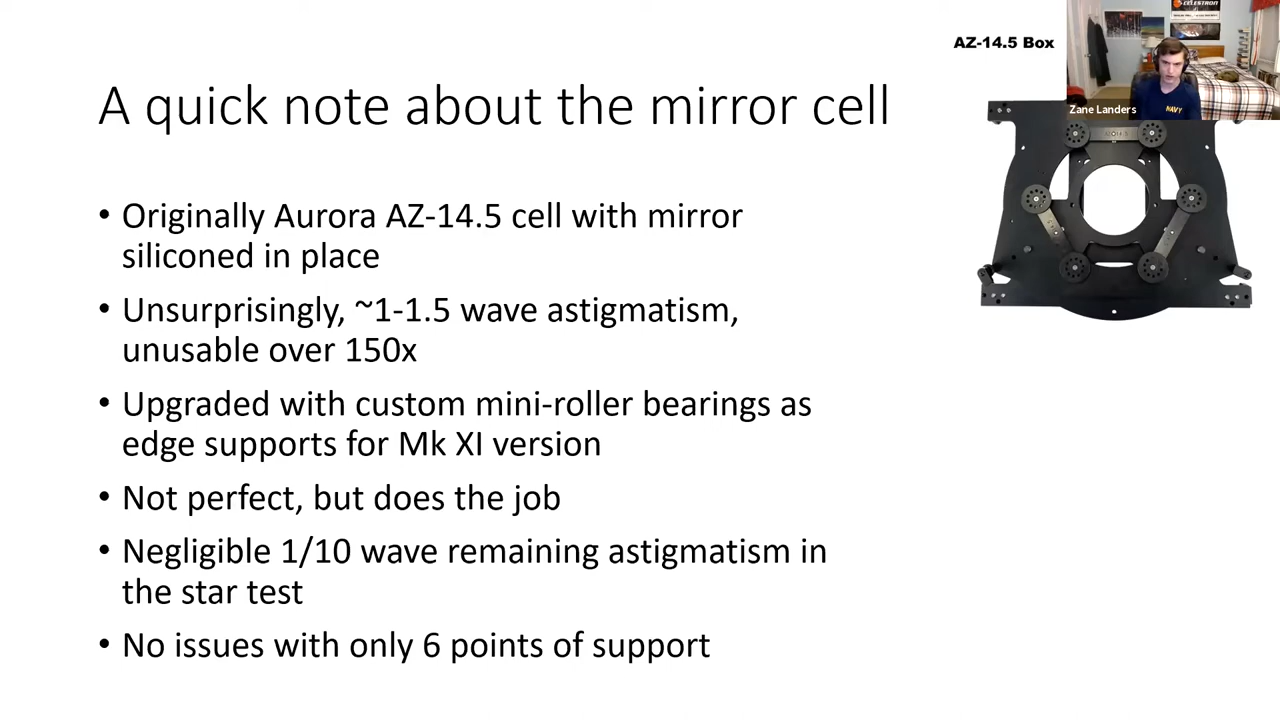 A quick note about the mirror cell
• Originally Aurora AZ-14.5 cell with mirror
siliconed in place
• Unsurprisingly, ~1-1.5 wave astigmatism,
unusable over 150x
• Upgraded with custom mini-roller bearings as
edge supports for Mk XI version
• Not perfect, but does the job
• Negligible 1/10 wave remaining astigmatism in
the star test
• No issues with only 6 points of support
AZ-14.5 Box
CELESTRON
Zane Landers
NAVY